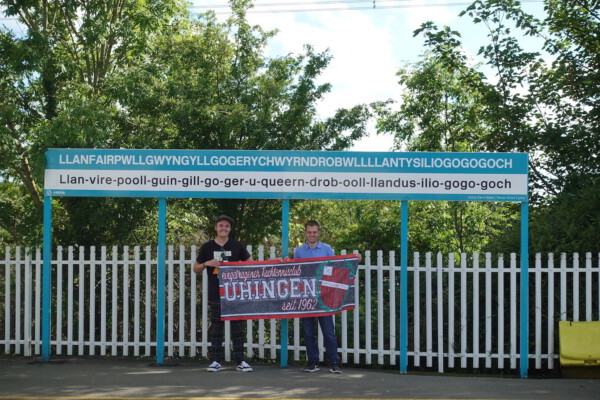 LLANFAIRPWLLGWYNGYLLGOGERYCHWYRNDROBWLLLLANTYSILIOGOGOGOCH
Llan-vire-pooll-guin-gill-go-ger-u-queern-drob-ooll-llandus-ilio-gogo-goch
UHINGEN
seit 1962